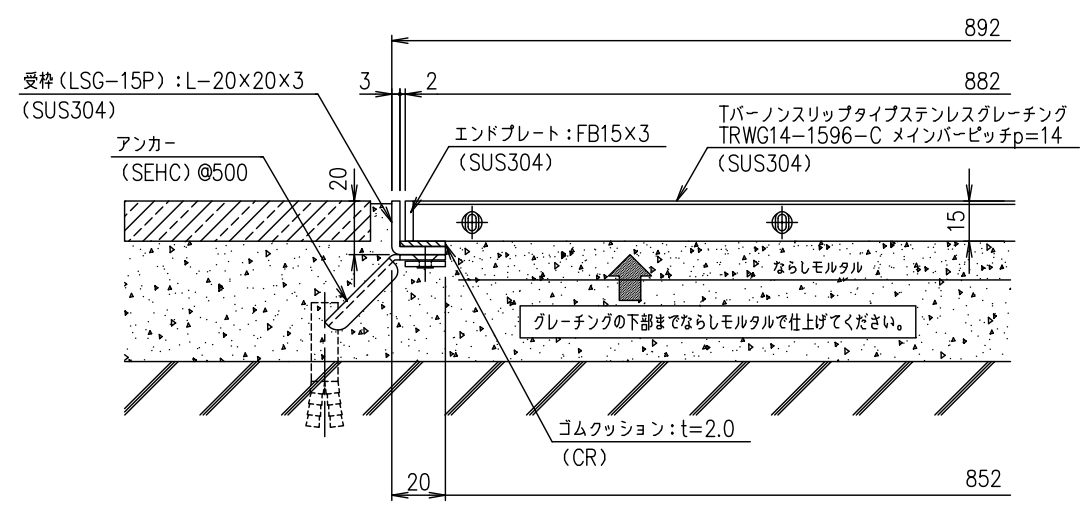 892
受枠(LSG-15P):L-20×20×3
(SUS304)
3
2
882
アンカー
(SEHC)@500
エンドプレート:FB15×3
(SUS304)
Tバーノンスリップタイプステンレスグレーチング
TRWG14-1596-C メインバーピッチp=14
(SUS304)
20
15
ならしモルタル
グレーチングの下部までならしモルタルで仕上げてください。
ゴムクッション:t=2.0
(CR)
20
852